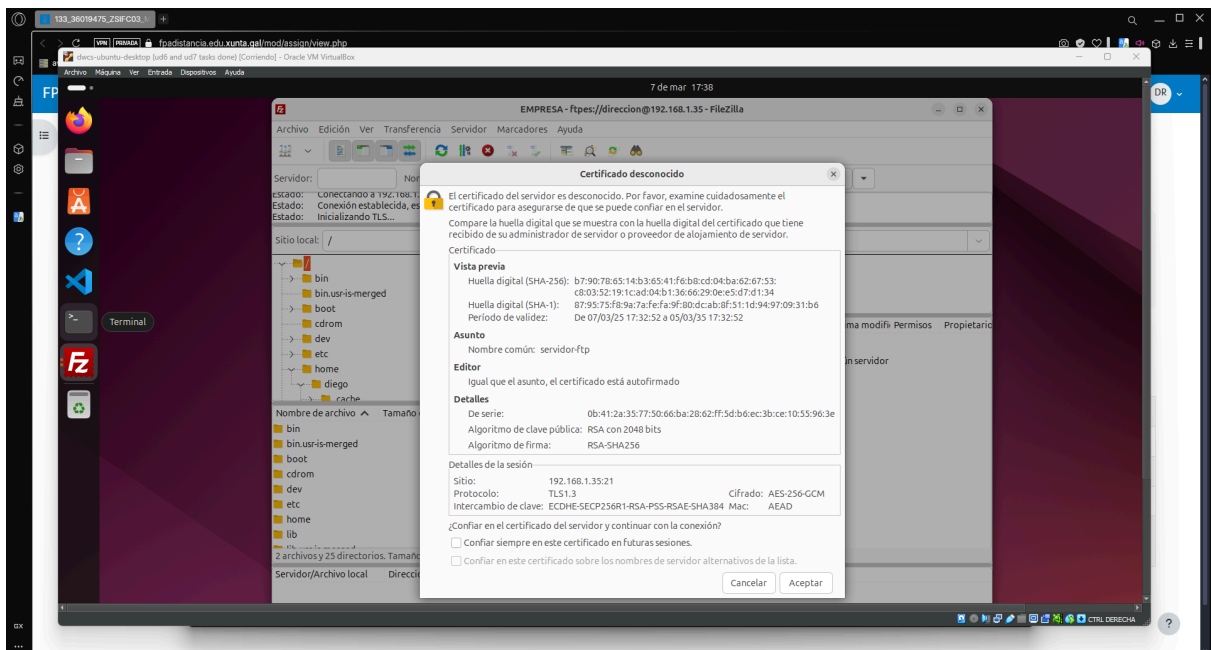 133_36019475_ZSIFC03_
VPN PRIVADA fpadistancia.edu.xunta.gal/mod/assign/view.php
dwcs-ubuntu-desktop (ud6 and ud7 tasks done) [Corriendo] - Oracle VM VirtualBox
Archivo Máquina Ver Entrada Dispositivos Ayuda
7 de mar 17:38
FP
DR
EMPRESA - ftpes://direccion@192.168.1.35 - FileZilla
Archivo Edición Ver Transferencia Servidor Marcadores Ayuda
Servidor:
Estado: Conectando a 192.168.1.
Estado: Conexión establecida, es
Estado: Inicializando TLS...
Sitio local: /
/
bin
bin.usr-is-merged
boot
cdrom
dev
etc
home
diego
.cache
Nombre de archivo Tamaño
bin
bin.usr-is-merged
boot
cdrom
dev
etc
home
lib
2 archivos y 25 directorios. Tamaño
Servidor/Archivo local Direcci
Terminal
Permisos Propietario
servidor
Certificado desconocido
El certificado del servidor es desconocido. Por favor, examine cuidadosamente el
certificado para asegurarse de que se puede confiar en el servidor.
Compare la huella digital que se muestra con la huella digital del certificado que tiene
recibido de su administrador de servidor o proveedor de alojamiento de servidor.
Certificado
Vista previa
Huella digital (SHA-256): b7:90:78:65:14:b3:65:41:f6:b8:cd:04:ba:62:67:53:
c8:03:52:19:1c:ad:04:b1:36:66:29:0e:e5:d7:d1:34
Huella digital (SHA-1): 87:95:75:f8:9a:7a:fe:fa:9f:80:dc:ab:8f:51:1d:94:97:09:31:b6
Período de validez: De 07/03/25 17:32:52 a 05/03/35 17:32:52
Asunto
Nombre común: servidor-ftp
Editor
Igual que el asunto, el certificado está autofirmado
Detalles
De serie: 0b:41:2a:35:77:50:66:ba:28:62:ff:5d:b6:ec:3b:ce:10:55:96:3e
Algoritmo de clave pública: RSA con 2048 bits
Algoritmo de firma: RSA-SHA256
Detalles de la sesión
Sitio: 192.168.1.35:21
Protocolo: TLS1.3 Cifrado: AES-256-GCM
Intercambio de clave: ECDHE-SECP256R1-RSA-PSS-RSAE-SHA384 Mac: AEAD
¿Confiar en el certificado del servidor y continuar con la conexión?
Confiar siempre en este certificado en futuras sesiones.
Confiar en este certificado sobre los nombres de servidor alternativos de la lista.
Cancelar Aceptar
CTRL DERECHA
GX